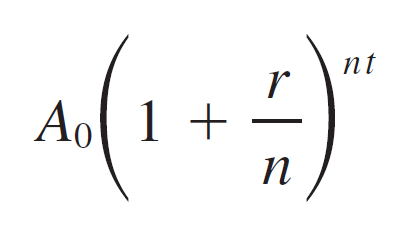 A₀(1 + r/n)^{nt}